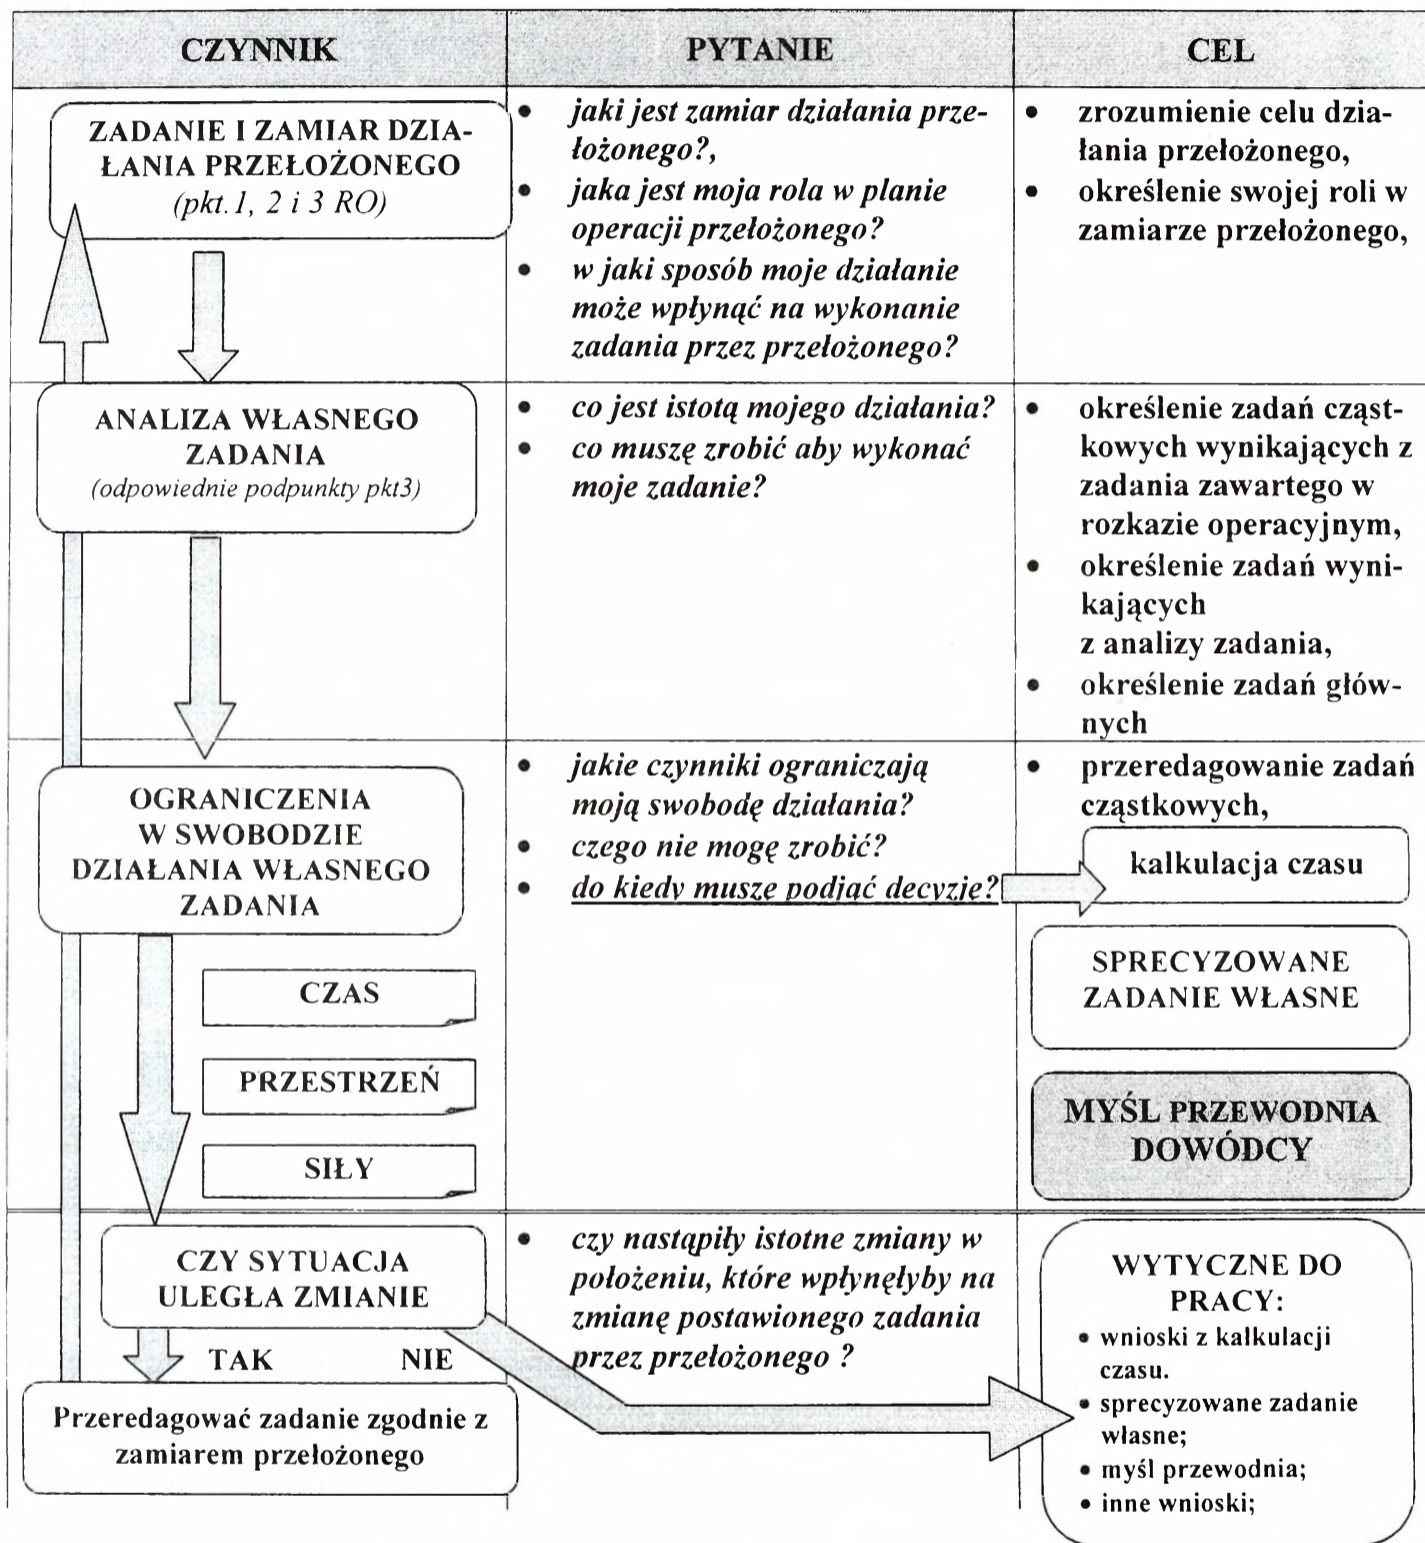 CZYNNIK
PYTANIE
CEL
ZADANIE I ZAMIAR DZIA-
ŁANIA PRZEŁOŻONEGO
(pkt.1, 2 i 3 RO)
• jaki jest zamiar działania prze-
łożonego?,
• jaka jest moja rola w planie
operacji przełożonego?
• w jaki sposób moje działanie
może wpłynąć na wykonanie
zadania przez przełożonego?
• zrozumienie celu dzia-
łania przełożonego,
• określenie swojej roli w
zamiarze przełożonego,
ANALIZA WŁASNEGO
ZADANIA
(odpowiednie podpunkty pkt3)
• co jest istotą mojego działania?
• co muszę zrobić aby wykonać
moje zadanie?
• określenie zadań cząst-
kowych wynikających z
zadania zawartego w
rozkazie operacyjnym,
• określenie zadań wyni-
kających
z analizy zadania,
• określenie zadań głów-
nych
OGRANICZENIA
W SWOBODZIE
DZIAŁANIA WŁASNEGO
ZADANIA
CZAS
PRZESTRZEŃ
SIŁY
• jakie czynniki ograniczają
moją swobodę działania?
• czego nie mogę zrobić?
• do kiedy muszę podjąć decyzję?
• przeredagowanie zadań
cząstkowych,
kalkulacja czasu
SPRECYZOWANE
ZADANIE WŁASNE
MYŚL PRZEWODNIA
DOWÓDCY
CZY SYTUACJA
ULEGŁA ZMIANIE
TAK NIE
Przeredagować zadanie zgodnie z
zamiarem przełożonego
• czy nastąpiły istotne zmiany w
położeniu, które wpłynęłyby na
zmianę postawionego zadania
przez przełożonego ?
WYTYCZNE DO
PRACY:
• wnioski z kalkulacji
czasu.
• sprecyzowane zadanie
własne;
• myśl przewodnia;
• inne wnioski;